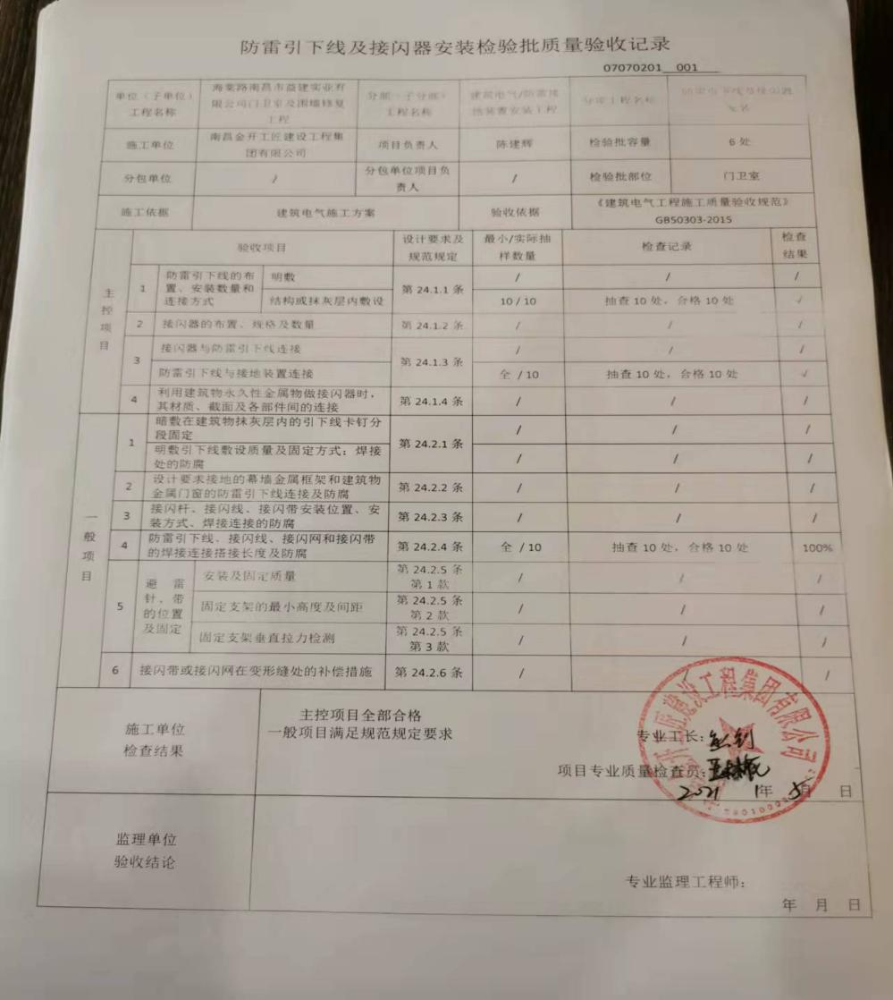 防雷引下线及接闪器安装检验批质量验收记录
07070201 001
单位（子单位）
工程名称
海棠路南昌市益建实业有
限公司门卫室及围墙修复
工程
分部（子分部）
工程名称
建筑电气/防雷接
地装置安装工程
分项工程名称
防雷引下线及接闪器
安装
施工单位
南昌金开工匠建设工程集
团有限公司
项目负责人
陈建辉
检验批容量
6 处
分包单位
/
分包单位项目负
责人
/
检验批部位
门卫室
施工依据
建筑电气施工方案
验收依据
《建筑电气工程施工质量验收规范》
GB50303-2015
验收项目
设计要求及
规范规定
最小/实际抽
样数量
检查记录
检查
结果
主控项目
1
防雷引下线的布
置、安装数量和
连接方式
明敷
第 24.1.1 条
/
/
/
结构或抹灰层内敷设
10 / 10
抽查 10 处，合格 10 处
√
2
接闪器的布置、规格及数量
第 24.1.2 条
/
/
/
3
接闪器与防雷引下线连接
第 24.1.3 条
/
/
/
防雷引下线与接地装置连接
全 / 10
抽查 10 处，合格 10 处
√
4
利用建筑物永久性金属物做接闪器时，
其材质、截面及各部件间的连接
第 24.1.4 条
/
/
/
一般项目
1
暗敷在建筑物抹灰层内的引下线卡钉分
段固定
第 24.2.1 条
/
/
/
明敷引下线敷设质量及固定方式；焊接
处的防腐
/
/
/
2
设计要求接地的幕墙金属框架和建筑物
金属门窗的防雷引下线连接及防腐
第 24.2.2 条
/
/
/
3
接闪杆、接闪线、接闪带安装位置、安
装方式、焊接连接的防腐
第 24.2.3 条
/
/
/
4
防雷引下线、接闪线、接闪网和接闪带
的焊接连接搭接长度及防腐
第 24.2.4 条
全 / 10
抽查 10 处，合格 10 处
100%
5
避雷
针、带
的位置
及固定
安装及固定质量
第 24.2.5 条
第 1 款
/
/
/
固定支架的最小高度及间距
第 24.2.5 条
第 2 款
/
/
/
固定支架垂直拉力检测
第 24.2.5 条
第 3 款
/
/
/
6
接闪带或接闪网在变形缝处的补偿措施
第 24.2.6 条
/
/
施工单位
检查结果
主控项目全部合格
一般项目满足规范规定要求
专业工长：
项目专业质量检查员：
2021 年 1 月 5 日
建设工程集团有限公司
监理单位
验收结论
专业监理工程师：
年 月 日